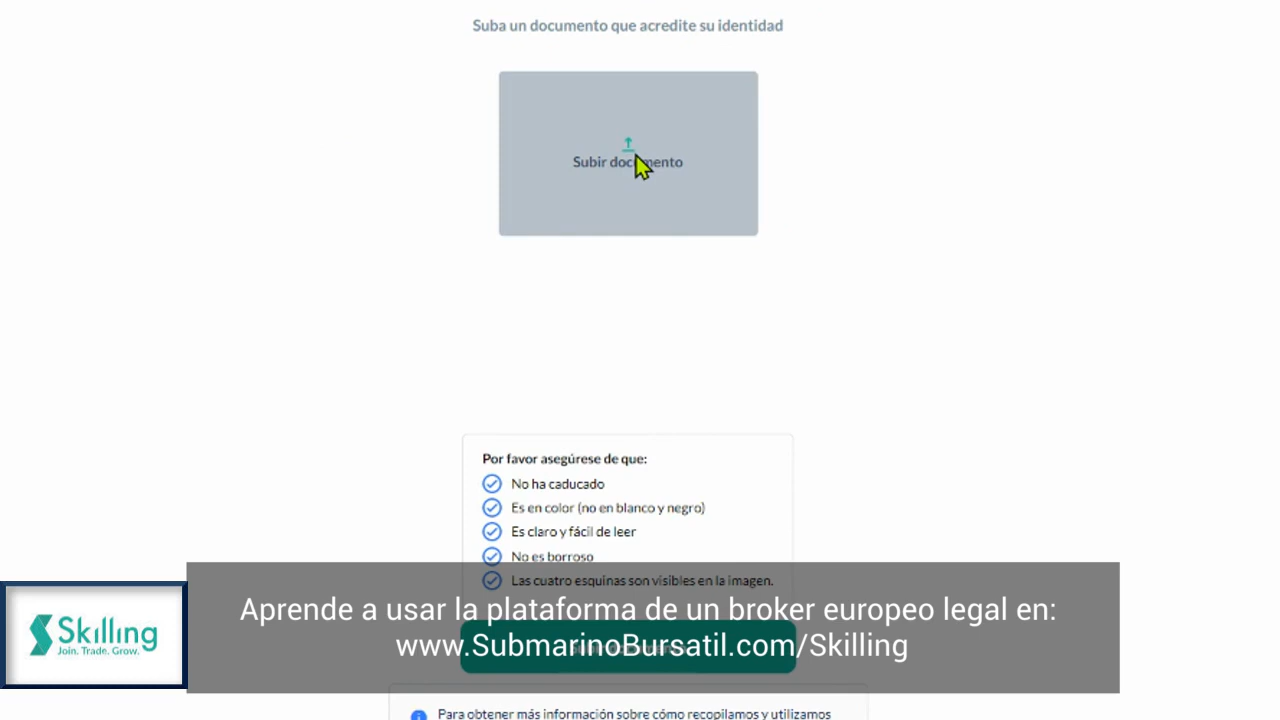 Suba un documento que acredite su identidad
Subir documento
Por favor asegúrese de que:
No ha caducado
Es en color (no en blanco y negro)
Es claro y fácil de leer
No es borroso
Las cuatro esquinas son visibles en la imagen.
Aprende a usar la plataforma de un broker europeo legal en:
www.SubmarinoBursatil.com/Skilling
Skilling
Join. Trade. Grow.
Para obtener más información sobre cómo recopilamos y utilizamos